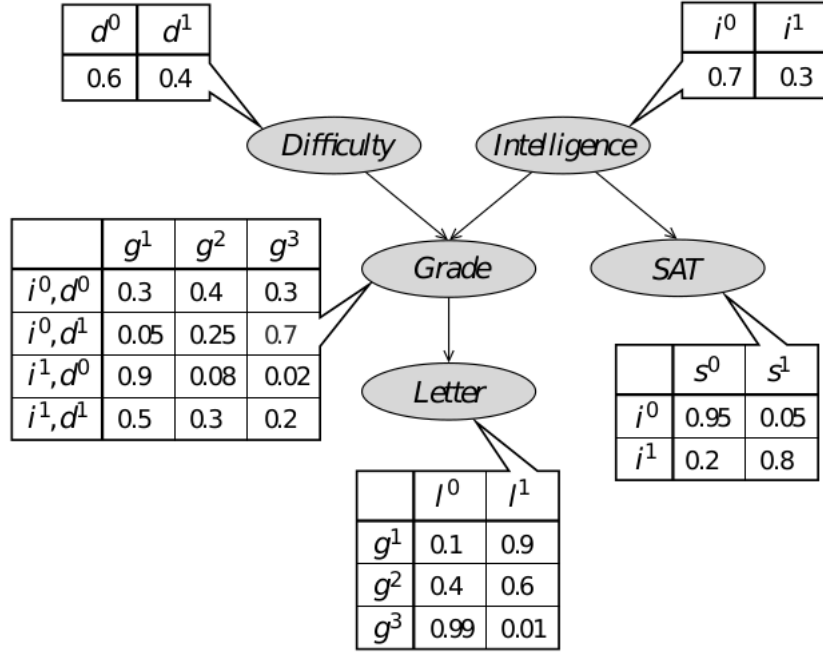 d⁰ d¹
0.6 0.4
i⁰ i¹
0.7 0.3
Difficulty
Intelligence
g¹ g² g³
i⁰,d⁰ 0.3 0.4 0.3
i⁰,d¹ 0.05 0.25 0.7
i¹,d⁰ 0.9 0.08 0.02
i¹,d¹ 0.5 0.3 0.2
Grade
SAT
Letter
s⁰ s¹
i⁰ 0.95 0.05
i¹ 0.2 0.8
l⁰ l¹
g¹ 0.1 0.9
g² 0.4 0.6
g³ 0.99 0.01